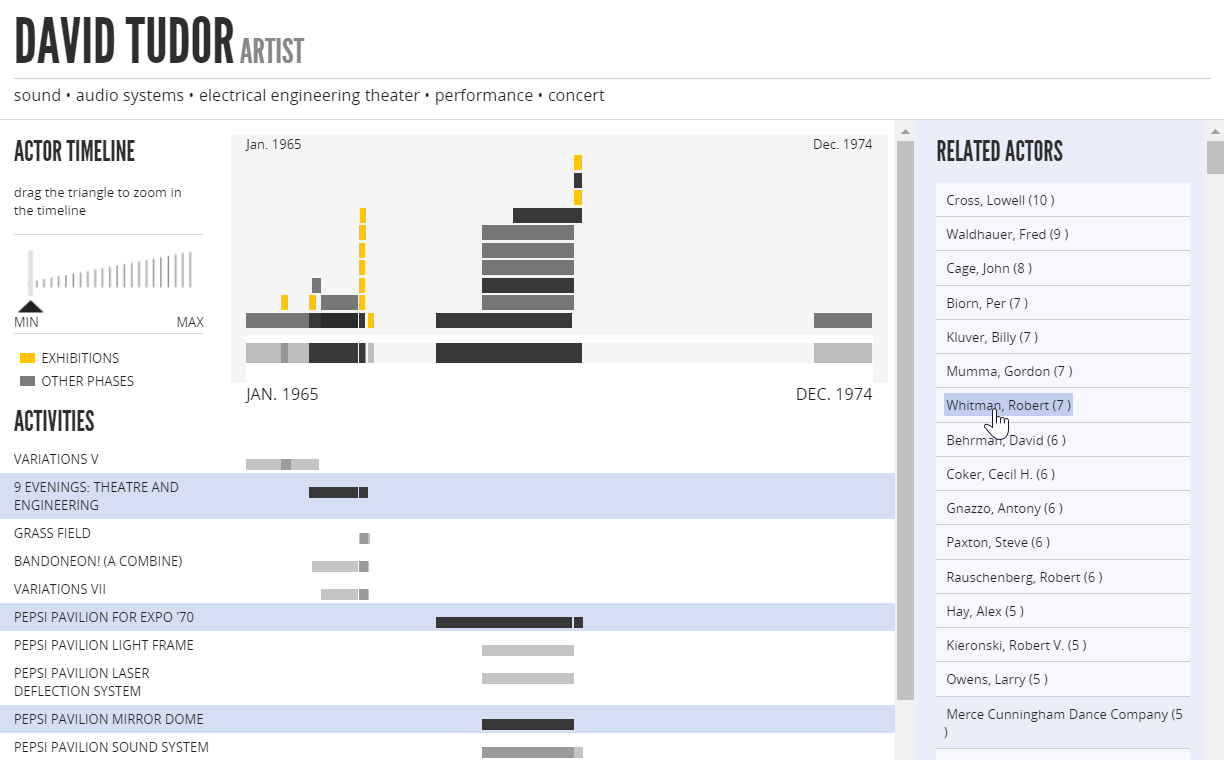 DAVID TUDOR ARTIST
sound • audio systems • electrical engineering theater • performance • concert
ACTOR TIMELINE
drag the triangle to zoom in
the timeline
MIN MAX
EXHIBITIONS
OTHER PHASES
Jan. 1965 Dec. 1974
JAN. 1965 DEC. 1974
ACTIVITIES
VARIATIONS V
9 EVENINGS: THEATRE AND
ENGINEERING
GRASS FIELD
BANDONEON! (A COMBINE)
VARIATIONS VII
PEPSI PAVILION FOR EXPO '70
PEPSI PAVILION LIGHT FRAME
PEPSI PAVILION LASER
DEFLECTION SYSTEM
PEPSI PAVILION MIRROR DOME
PEPSI PAVILION SOUND SYSTEM
RELATED ACTORS
Cross, Lowell (10 )
Waldhauer, Fred (9 )
Cage, John (8 )
Biorn, Per (7 )
Kluver, Billy (7 )
Mumma, Gordon (7 )
Whitman, Robert (7 )
Behrman, David (6 )
Coker, Cecil H. (6 )
Gnazzo, Antony (6 )
Paxton, Steve (6 )
Rauschenberg, Robert (6 )
Hay, Alex (5 )
Kieronski, Robert V. (5 )
Owens, Larry (5 )
Merce Cunningham Dance Company (5
)